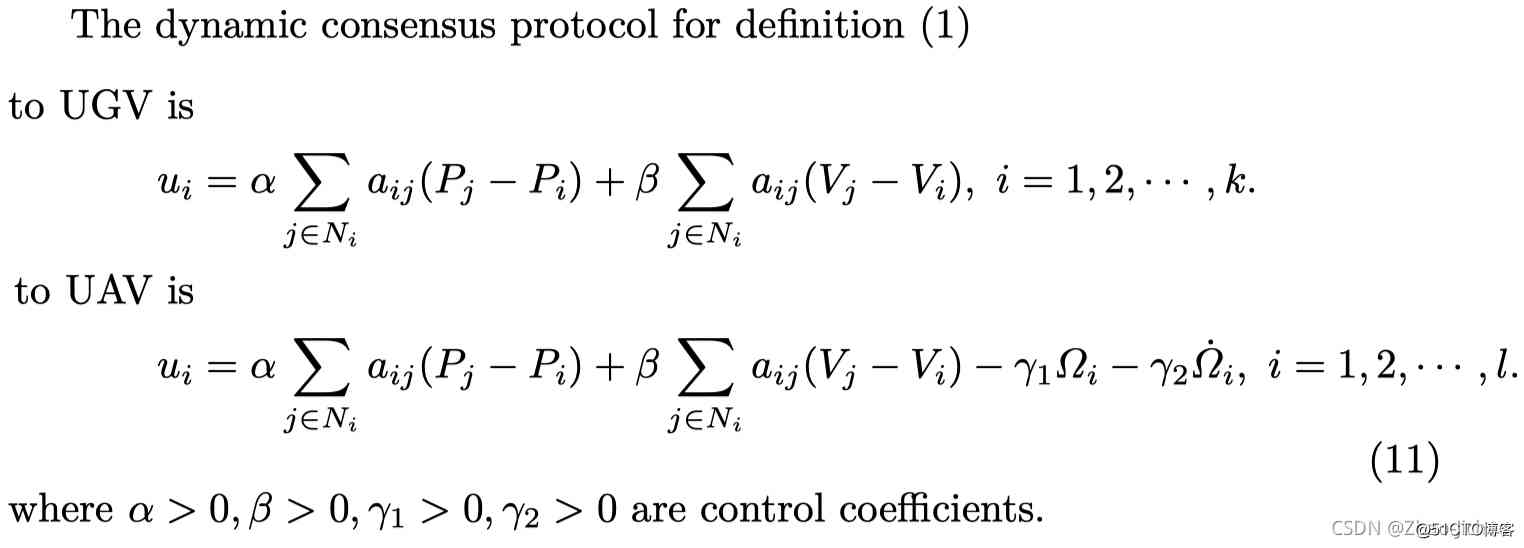 The dynamic consensus protocol for definition (1)
to UGV is
$u_i = \alpha \sum_{j \in N_i} a_{ij}(P_j - P_i) + \beta \sum_{j \in N_i} a_{ij}(V_j - V_i),\ i = 1, 2, \cdots, k.$
to UAV is
$u_i = \alpha \sum_{j \in N_i} a_{ij}(P_j - P_i) + \beta \sum_{j \in N_i} a_{ij}(V_j - V_i) - \gamma_1 \Omega_i - \gamma_2 \dot{\Omega}_i,\ i = 1, 2, \cdots, l.$
(11)
where $\alpha > 0, \beta > 0, \gamma_1 > 0, \gamma_2 > 0$ are control coefficients.
CSDN
@51CTO博客